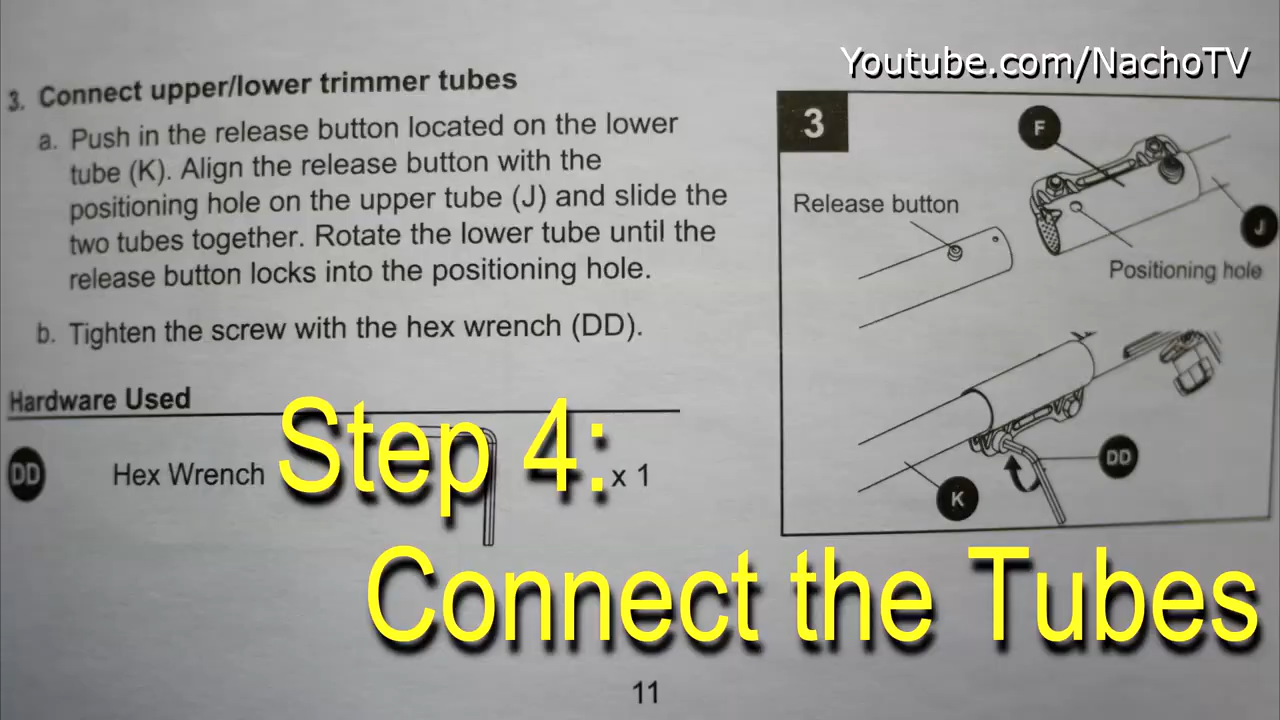 Youtube.com/NachoTV
3. Connect upper/lower trimmer tubes
a. Push in the release button located on the lower
tube (K). Align the release button with the
positioning hole on the upper tube (J) and slide the
two tubes together. Rotate the lower tube until the
release button locks into the positioning hole.
b. Tighten the screw with the hex wrench (DD).
Hardware Used
DD Hex Wrench x 1
3
F
Release button
J
Positioning hole
DD
K
Step 4:
Connect the Tubes
11